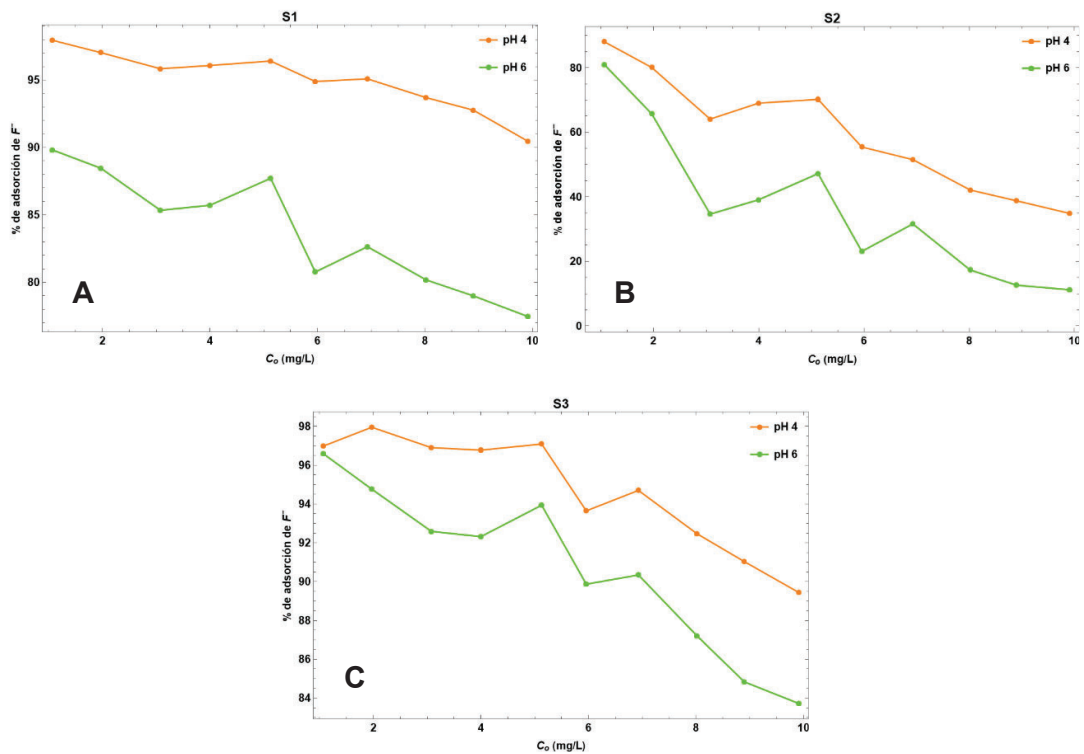 S1
pH 4
pH 6
% de adsorción de F⁻
95
90
85
80
A
2 4 6 8 10
Cₒ (mg/L)
S2
pH 4
pH 6
% de adsorción de F⁻
80
60
40
20
0
B
2 4 6 8 10
Cₒ (mg/L)
S3
pH 4
pH 6
% de adsorción de F⁻
98
96
94
92
90
88
86
84
C
2 4 6 8 10
Cₒ (mg/L)